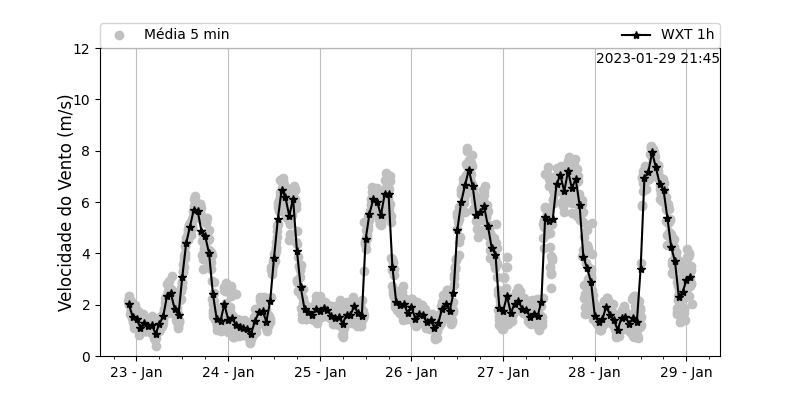 Média 5 min
WXT 1h
2023-01-29 21:45
Velocidade do Vento (m/s)
12
10
8
6
4
2
0
23 - Jan
24 - Jan
25 - Jan
26 - Jan
27 - Jan
28 - Jan
29 - Jan